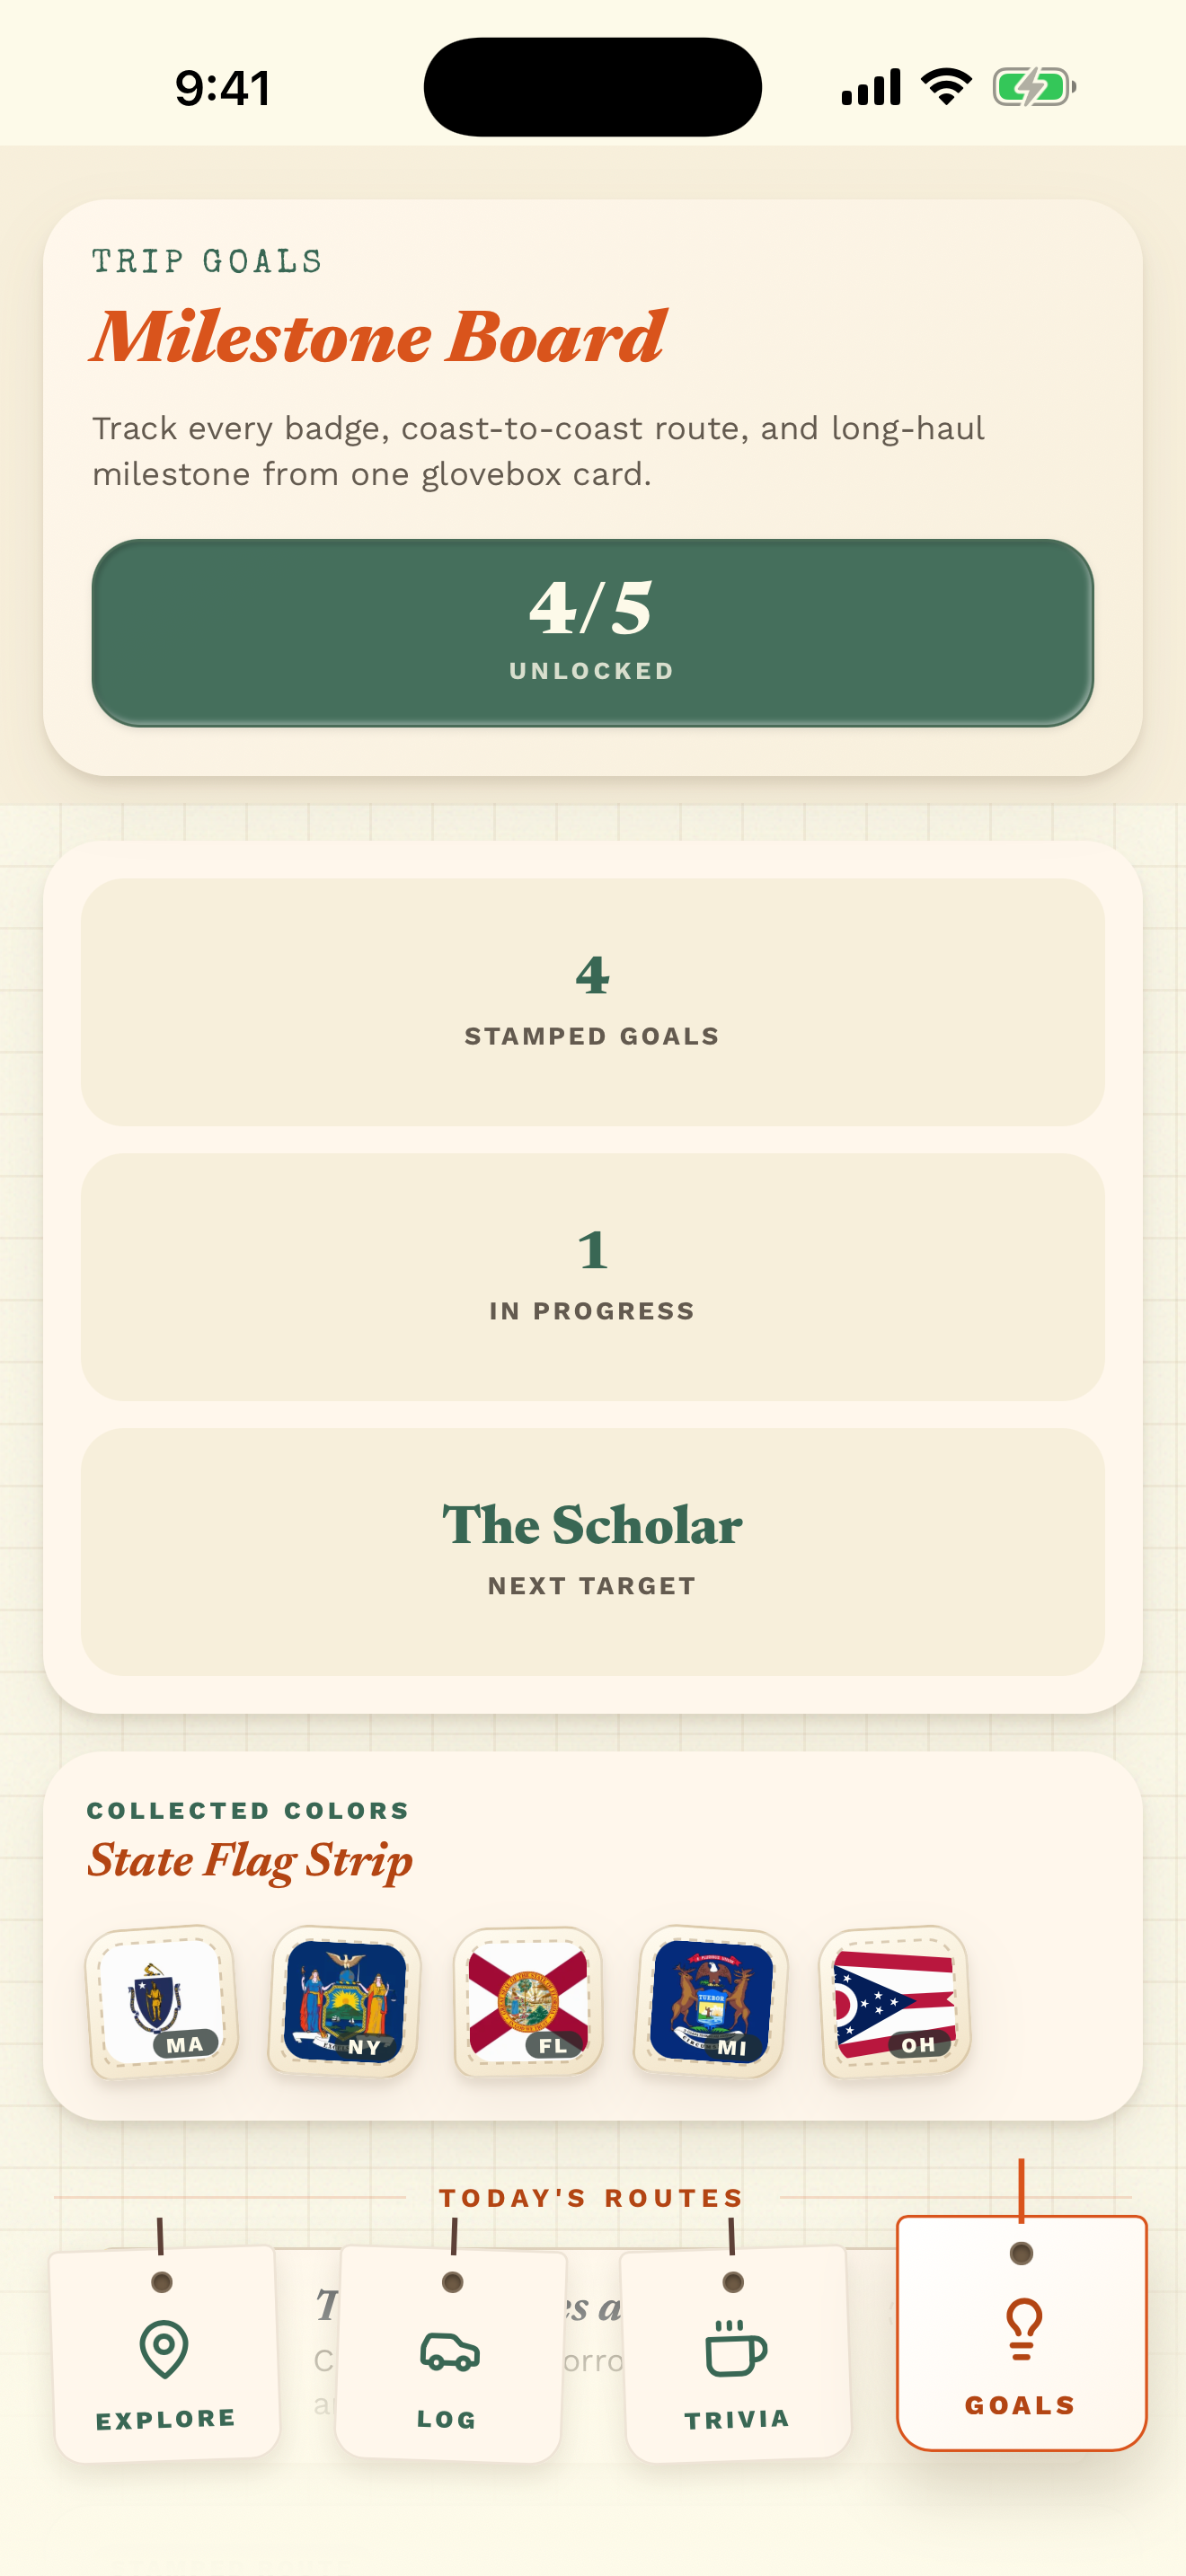 9:41
TRIP GOALS
Milestone Board
Track every badge, coast-to-coast route, and long-haul
milestone from one glovebox card.
4/5
UNLOCKED
4
STAMPED GOALS
1
IN PROGRESS
The Scholar
NEXT TARGET
COLLECTED COLORS
State Flag Strip
MA
NY
FL
MI
OH
TODAY'S ROUTES
EXPLORE
LOG
TRIVIA
GOALS